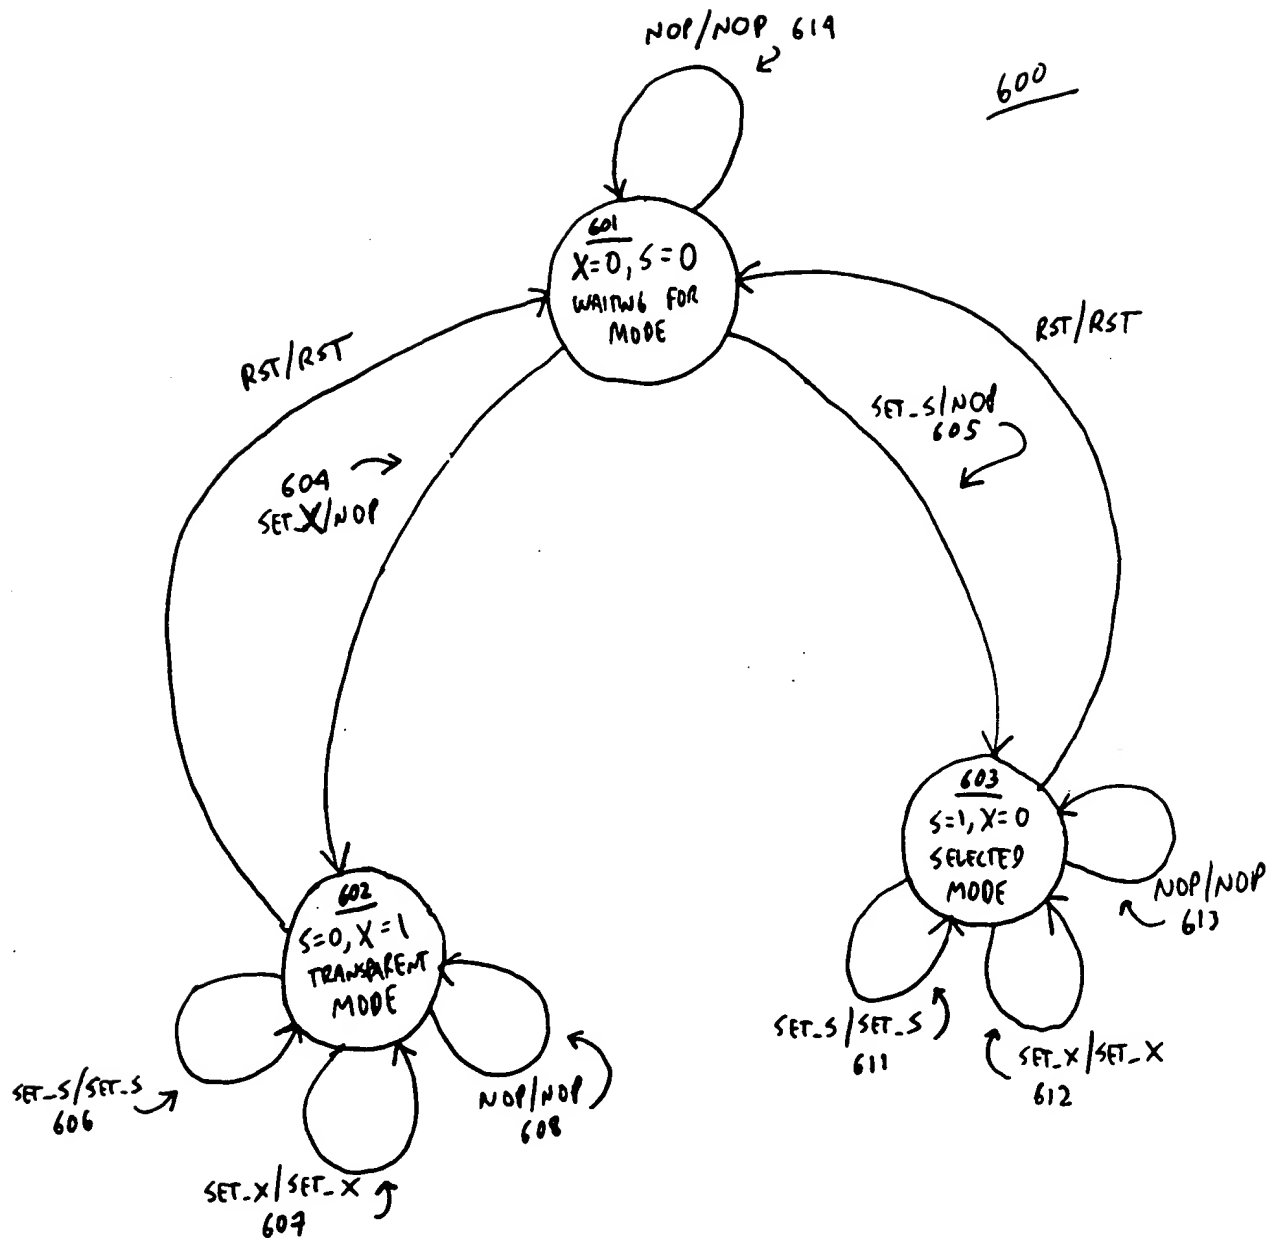 NOP/NOP 614
600
601
X=0, S=0
WAITING FOR
MODE
RST/RST
RST/RST
SET_S/NOP
605
604
SET_X/NOP
603
S=1, X=0
SELECTED
MODE
602
S=0, X=1
TRANSPARENT
MODE
NOP/NOP
613
SET_S/SET_S
611
SET_X/SET_X
612
SET_S/SET_S
606
NOP/NOP
608
SET_X/SET_X
607